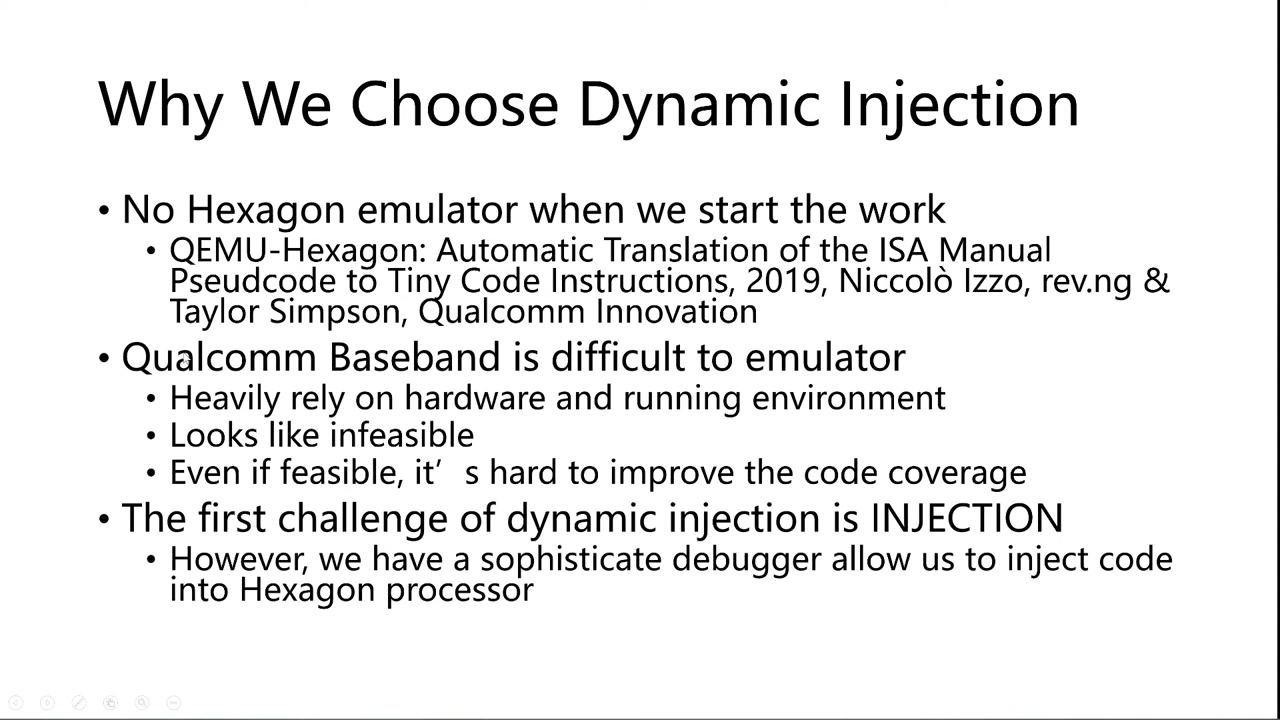 Why We Choose Dynamic Injection
• No Hexagon emulator when we start the work
• QEMU-Hexagon: Automatic Translation of the ISA Manual
Pseudcode to Tiny Code Instructions, 2019, Niccolò Izzo, rev.ng &
Taylor Simpson, Qualcomm Innovation
• Qualcomm Baseband is difficult to emulator
• Heavily rely on hardware and running environment
• Looks like infeasible
• Even if feasible, it’s hard to improve the code coverage
• The first challenge of dynamic injection is INJECTION
• However, we have a sophisticate debugger allow us to inject code
into Hexagon processor